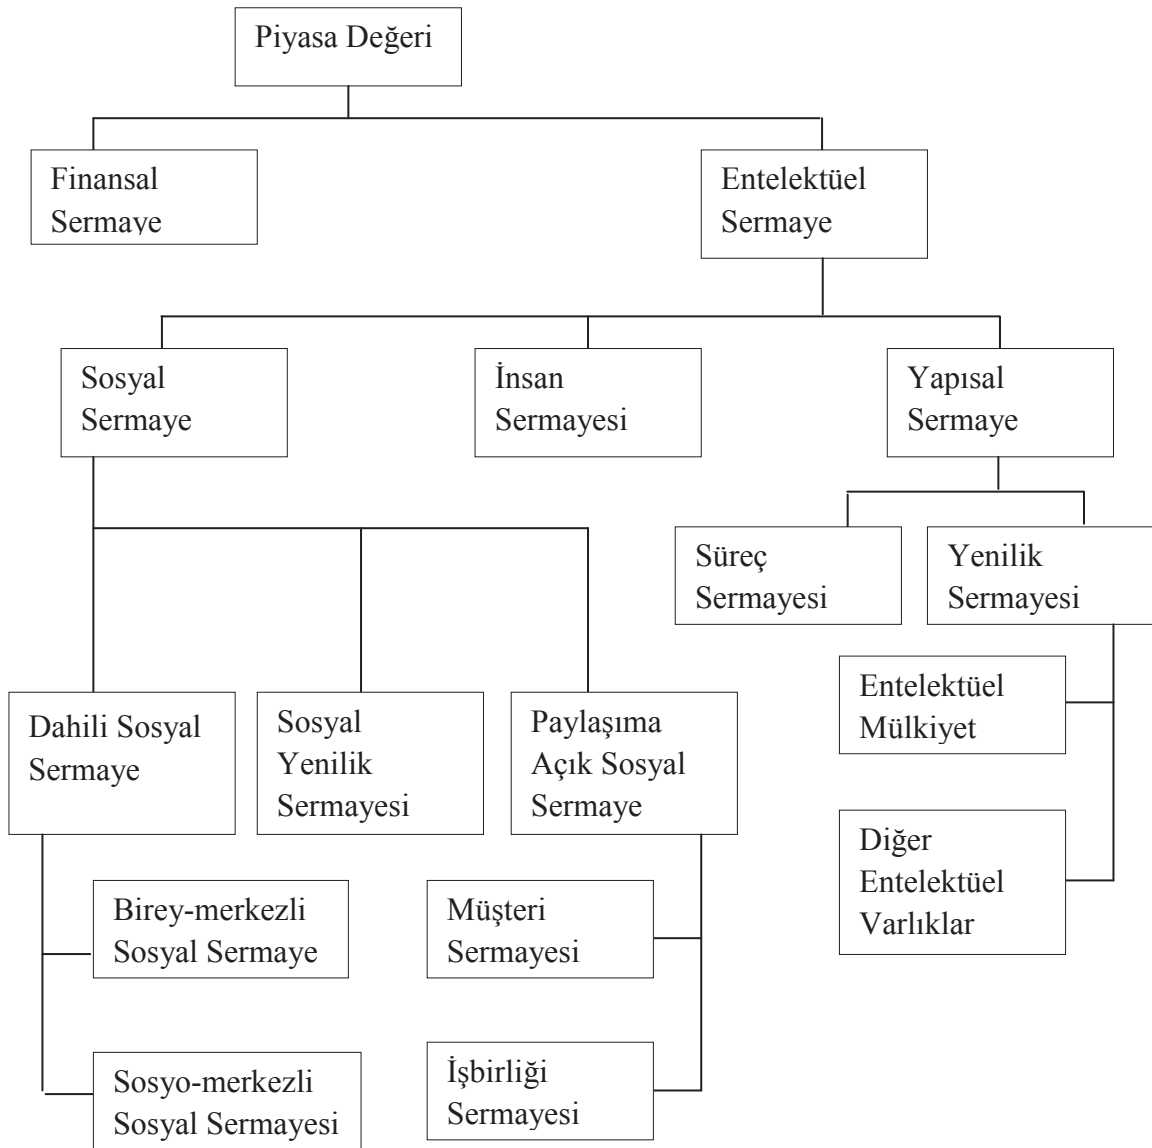 Piyasa Değeri
Finansal
Sermaye
Entelektüel
Sermaye
Sosyal
Sermaye
İnsan
Sermayesi
Yapısal
Sermaye
Süreç
Sermayesi
Yenilik
Sermayesi
Entelektüel
Mülkiyet
Diğer
Entelektüel
Varlıklar
Dahili Sosyal
Sermaye
Sosyal
Yenilik
Sermayesi
Paylaşıma
Açık Sosyal
Sermaye
Birey-merkezli
Sosyal Sermaye
Müşteri
Sermayesi
Sosyo-merkezli
Sosyal Sermayesi
İşbirliği
Sermayesi